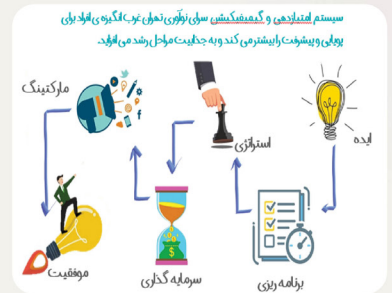 سیستم امتیازدهی و گیمیفیکیشن سرای نوآوری تهران غرب انگیزه ی افراد برای
پویایی و پیشرفت را بیشتر می کند و به جذابیت مراحل رشد می افزاید.
ایده
استراتژی
مارکتینگ
برنامه ریزی
سرمایه گذاری
موفقیت